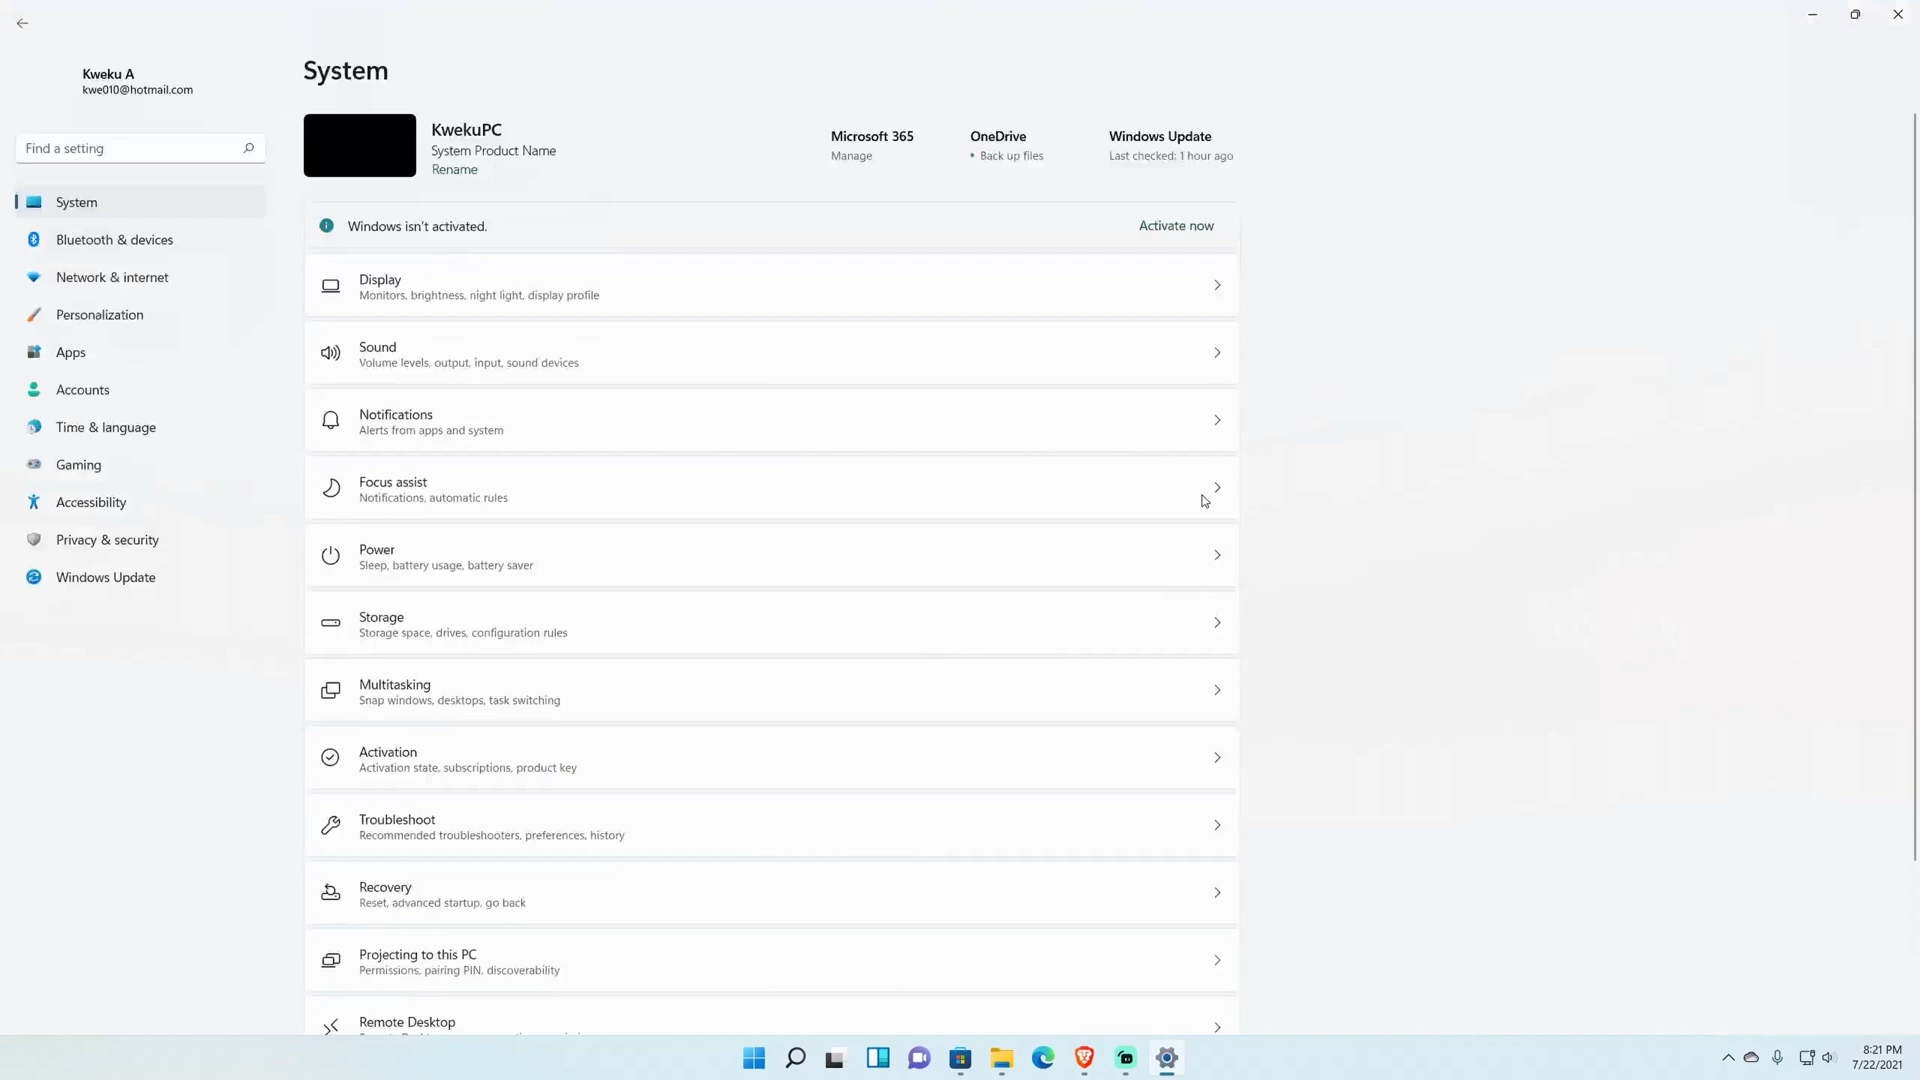 Kweku A
kwe010@hotmail.com
Find a setting
System
Bluetooth & devices
Network & internet
Personalization
Apps
Accounts
Time & language
Gaming
Accessibility
Privacy & security
Windows Update
System
KwekuPC
System Product Name
Rename
Microsoft 365
Manage
OneDrive
• Back up files
Windows Update
Last checked: 1 hour ago
Windows isn't activated.
Activate now
Display
Monitors, brightness, night light, display profile
Sound
Volume levels, output, input, sound devices
Notifications
Alerts from apps and system
Focus assist
Notifications, automatic rules
Power
Sleep, battery usage, battery saver
Storage
Storage space, drives, configuration rules
Multitasking
Snap windows, desktops, task switching
Activation
Activation state, subscriptions, product key
Troubleshoot
Recommended troubleshooters, preferences, history
Recovery
Reset, advanced startup, go back
Projecting to this PC
Permissions, pairing PIN, discoverability
Remote Desktop
8:21 PM
7/22/2021